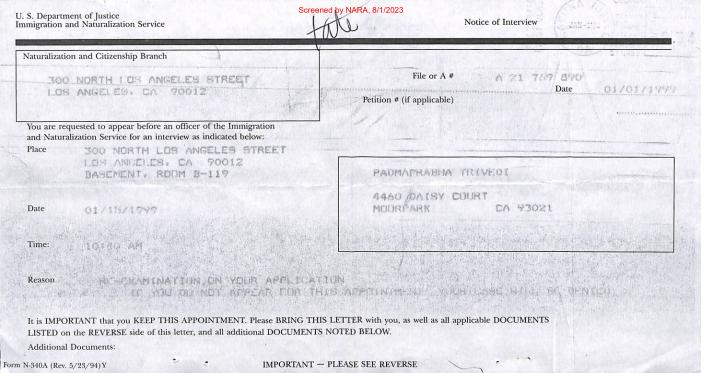 Screened by NARA, 8/1/2023
U. S. Department of Justice
Immigration and Naturalization Service
Notice of Interview
Naturalization and Citizenship Branch
300 NORTH LOS ANGELES STREET
LOS ANGELES, CA 90012
File or A # A 21 769 890
Date 01/01/1999
Petition # (if applicable)
You are requested to appear before an officer of the Immigration
and Naturalization Service for an interview as indicated below:
Place 300 NORTH LOS ANGELES STREET
LOS ANGELES, CA 90012
BASEMENT, ROOM B-119
PADMAPRABHA TRIVEDI
4460 DAISY COURT
MOORPARK CA 93021
Date 01/15/1999
Time: AM
Reason RE-EXAMINATION ON YOUR APPLICATION
IF YOU DO NOT APPEAR FOR THIS APPOINTMENT YOUR CASE WILL BE DENIED
It is IMPORTANT that you KEEP THIS APPOINTMENT. Please BRING THIS LETTER with you, as well as all applicable DOCUMENTS
LISTED on the REVERSE side of this letter, and all additional DOCUMENTS NOTED BELOW.
Additional Documents:
Form N-340A (Rev. 5/23/94)Y
IMPORTANT — PLEASE SEE REVERSE